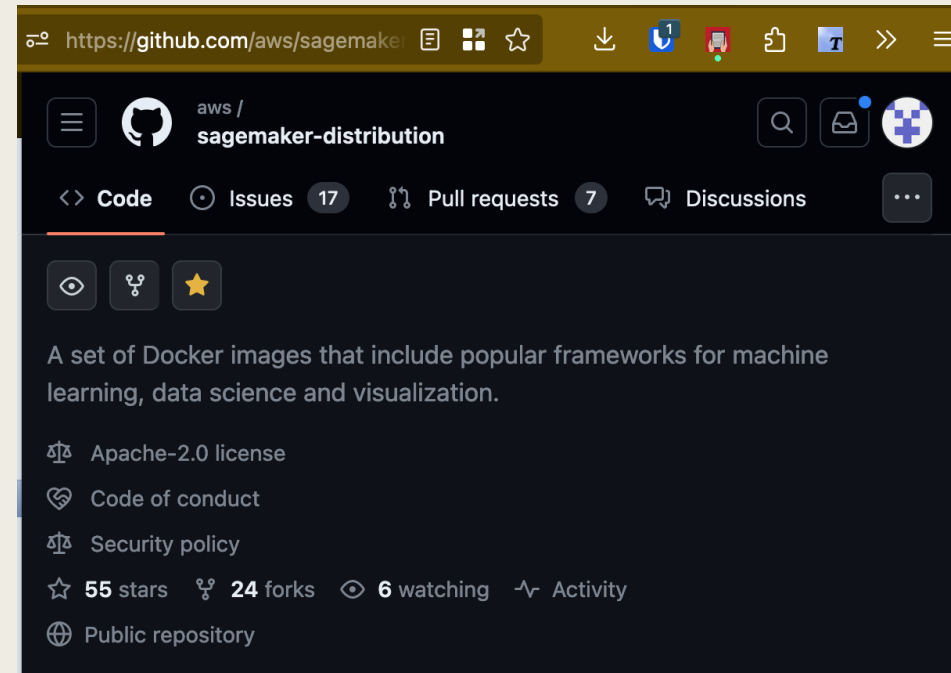 https://github.com/aws/sagemake
1
T
aws /
sagemaker-distribution
Code Issues 17 Pull requests 7 Discussions
A set of Docker images that include popular frameworks for machine
learning, data science and visualization.
Apache-2.0 license
Code of conduct
Security policy
55 stars 24 forks 6 watching Activity
Public repository